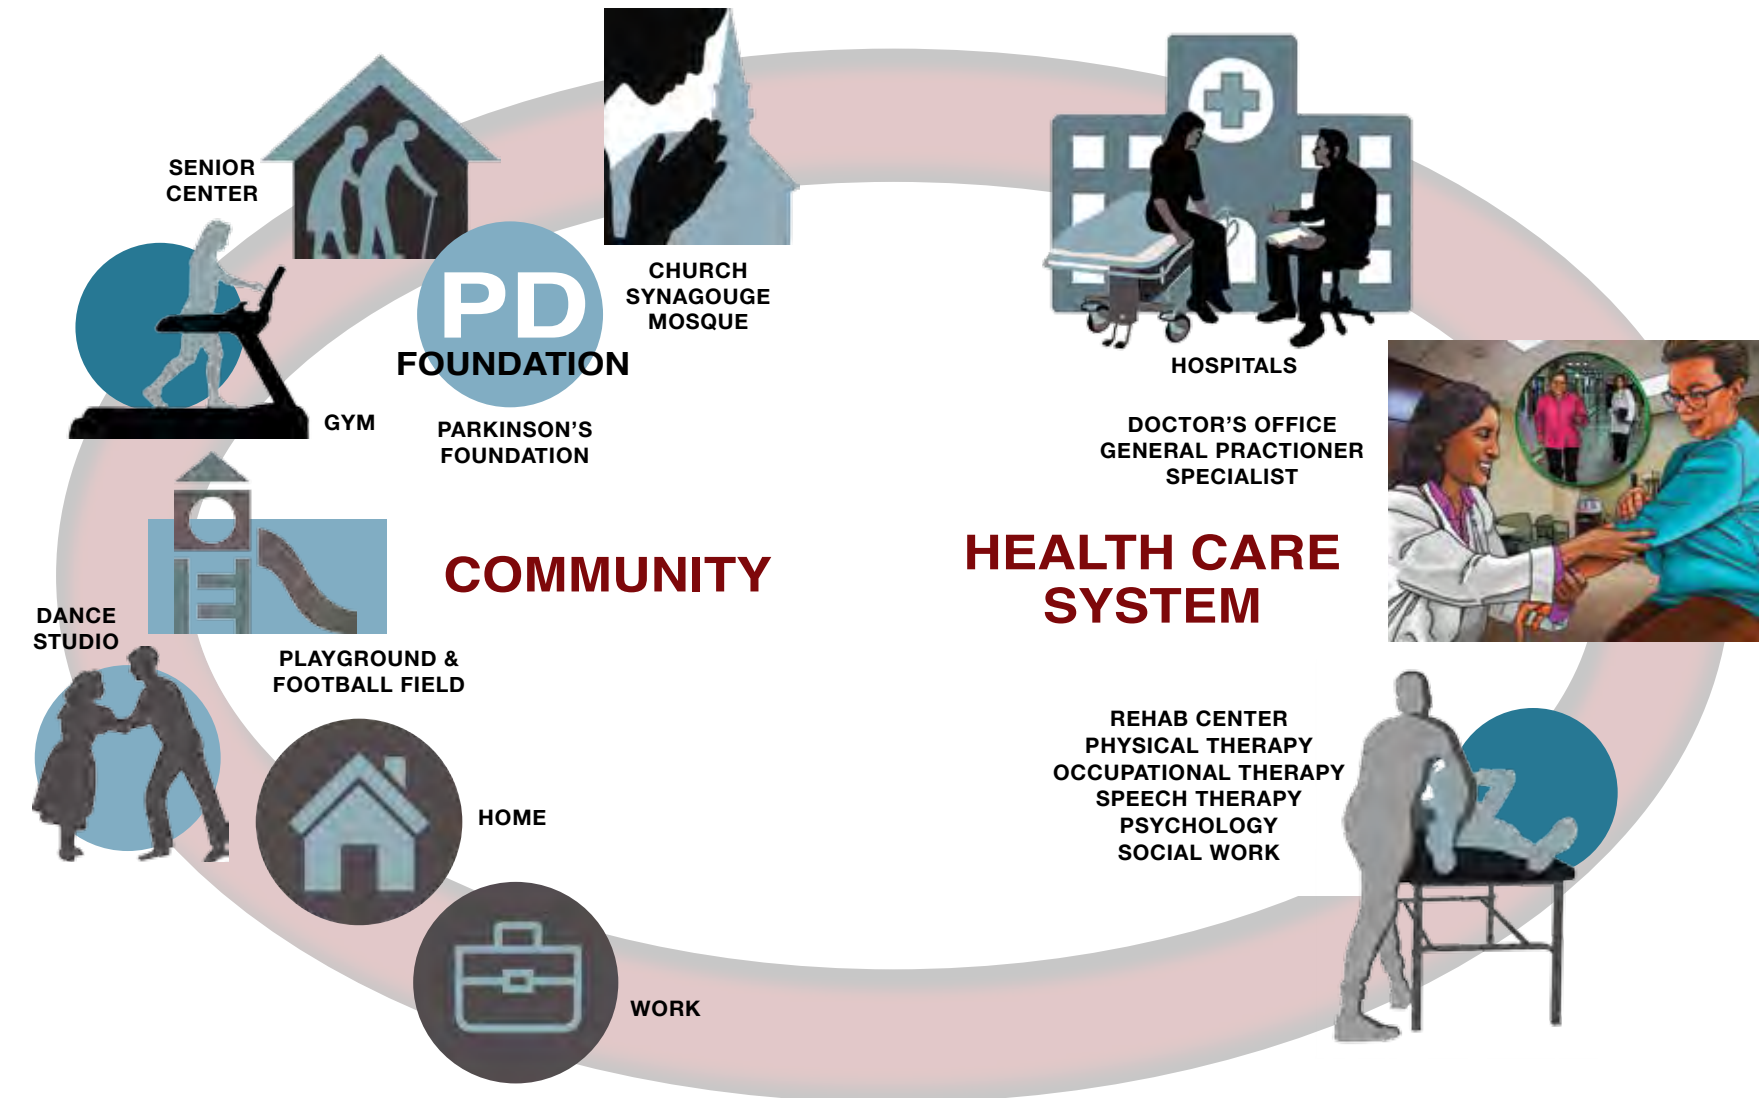 SENIOR
CENTER
GYM
PD
FOUNDATION
PARKINSON'S
FOUNDATION
CHURCH
SYNAGOUGE
MOSQUE
PLAYGROUND &
FOOTBALL FIELD
DANCE
STUDIO
HOME
WORK
COMMUNITY
HOSPITALS
DOCTOR'S OFFICE
GENERAL PRACTIONER
SPECIALIST
HEALTH CARE
SYSTEM
REHAB CENTER
PHYSICAL THERAPY
OCCUPATIONAL THERAPY
SPEECH THERAPY
PSYCHOLOGY
SOCIAL WORK